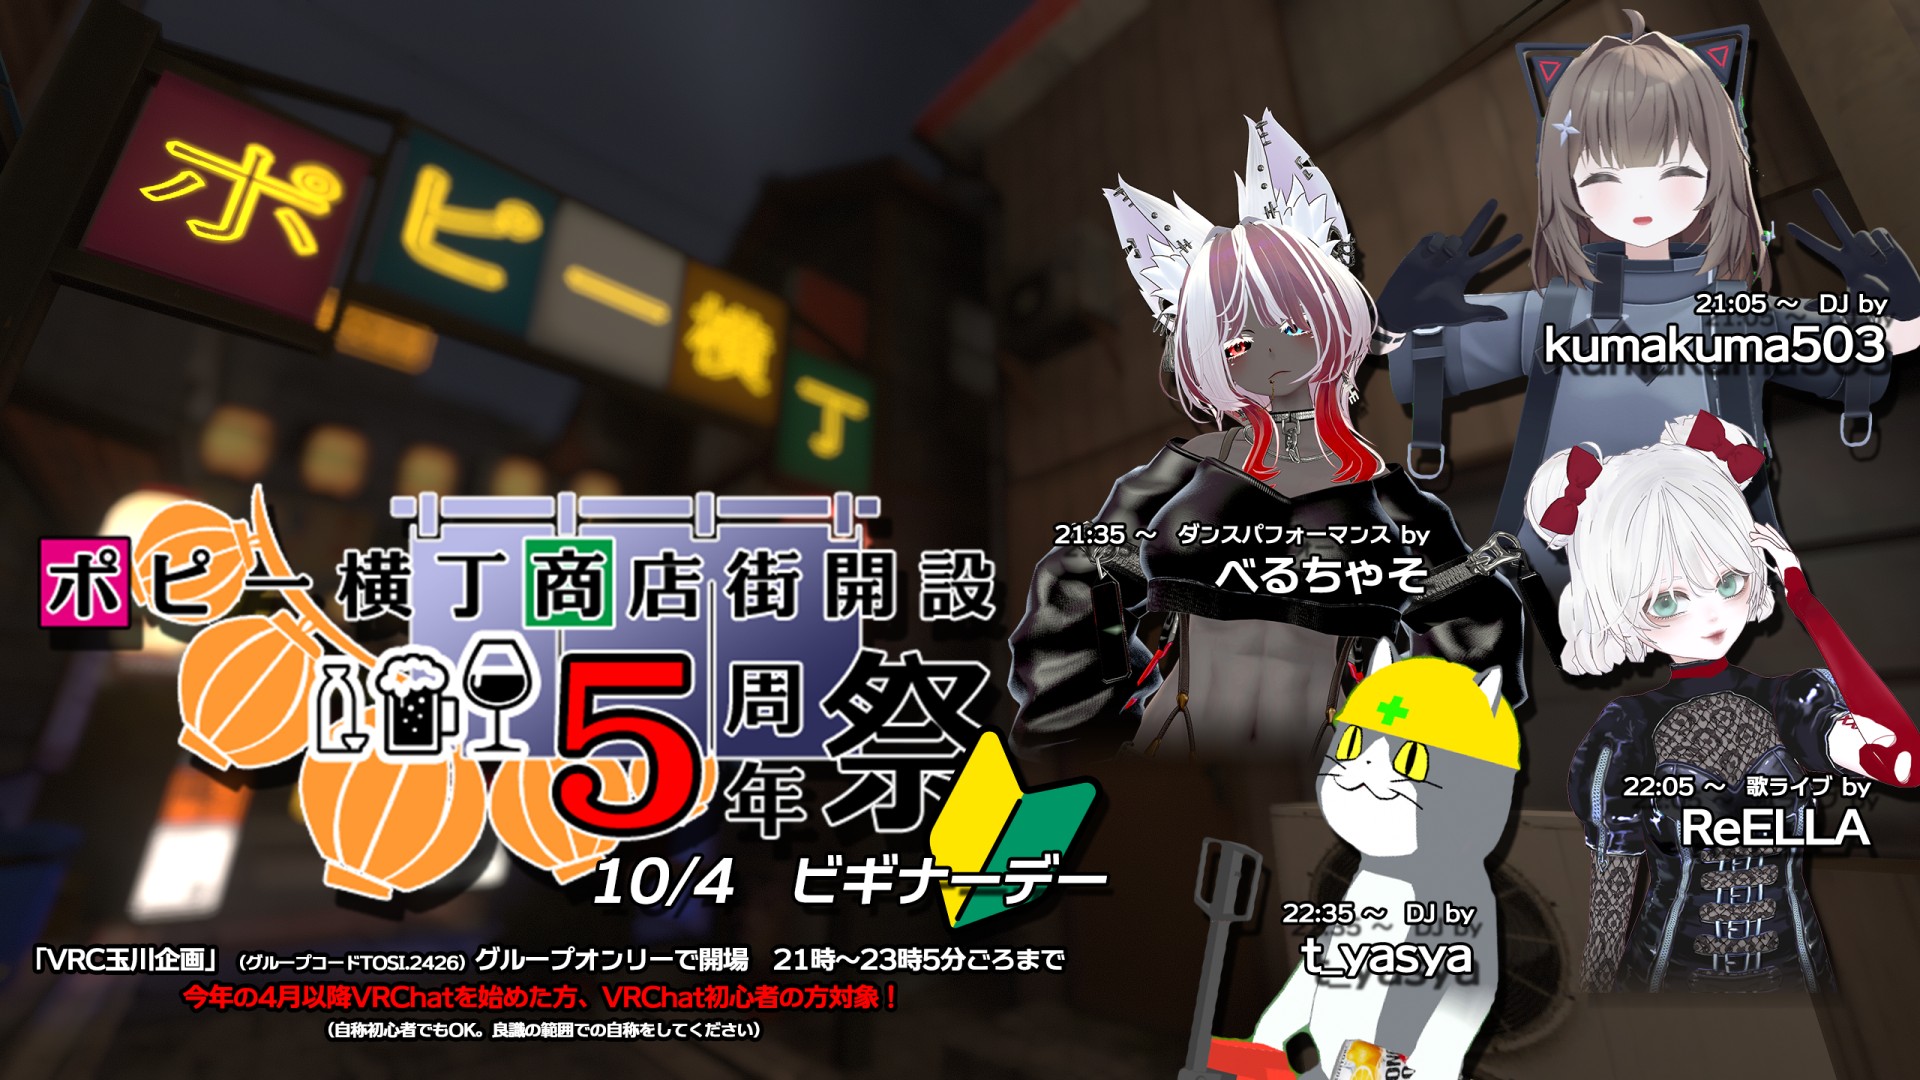 ポピー横丁
ポピー横丁商店街開設
5周年祭
10/4 ビギナーデー
「VRC玉川企画」（グループコードTOSI.2426）グループオンリーで開場 21時～23時5分ごろまで
今年の4月以降VRChatを始めた方、VRChat初心者の方対象！
（自称初心者でもOK。良識の範囲での自称をしてください）
21:05 ～ DJ by
kumakuma503
21:35 ～ ダンスパフォーマンス by
べるちゃそ
22:05 ～ 歌ライブ by
ReELLA
22:35 ～ DJ by
t_yasya